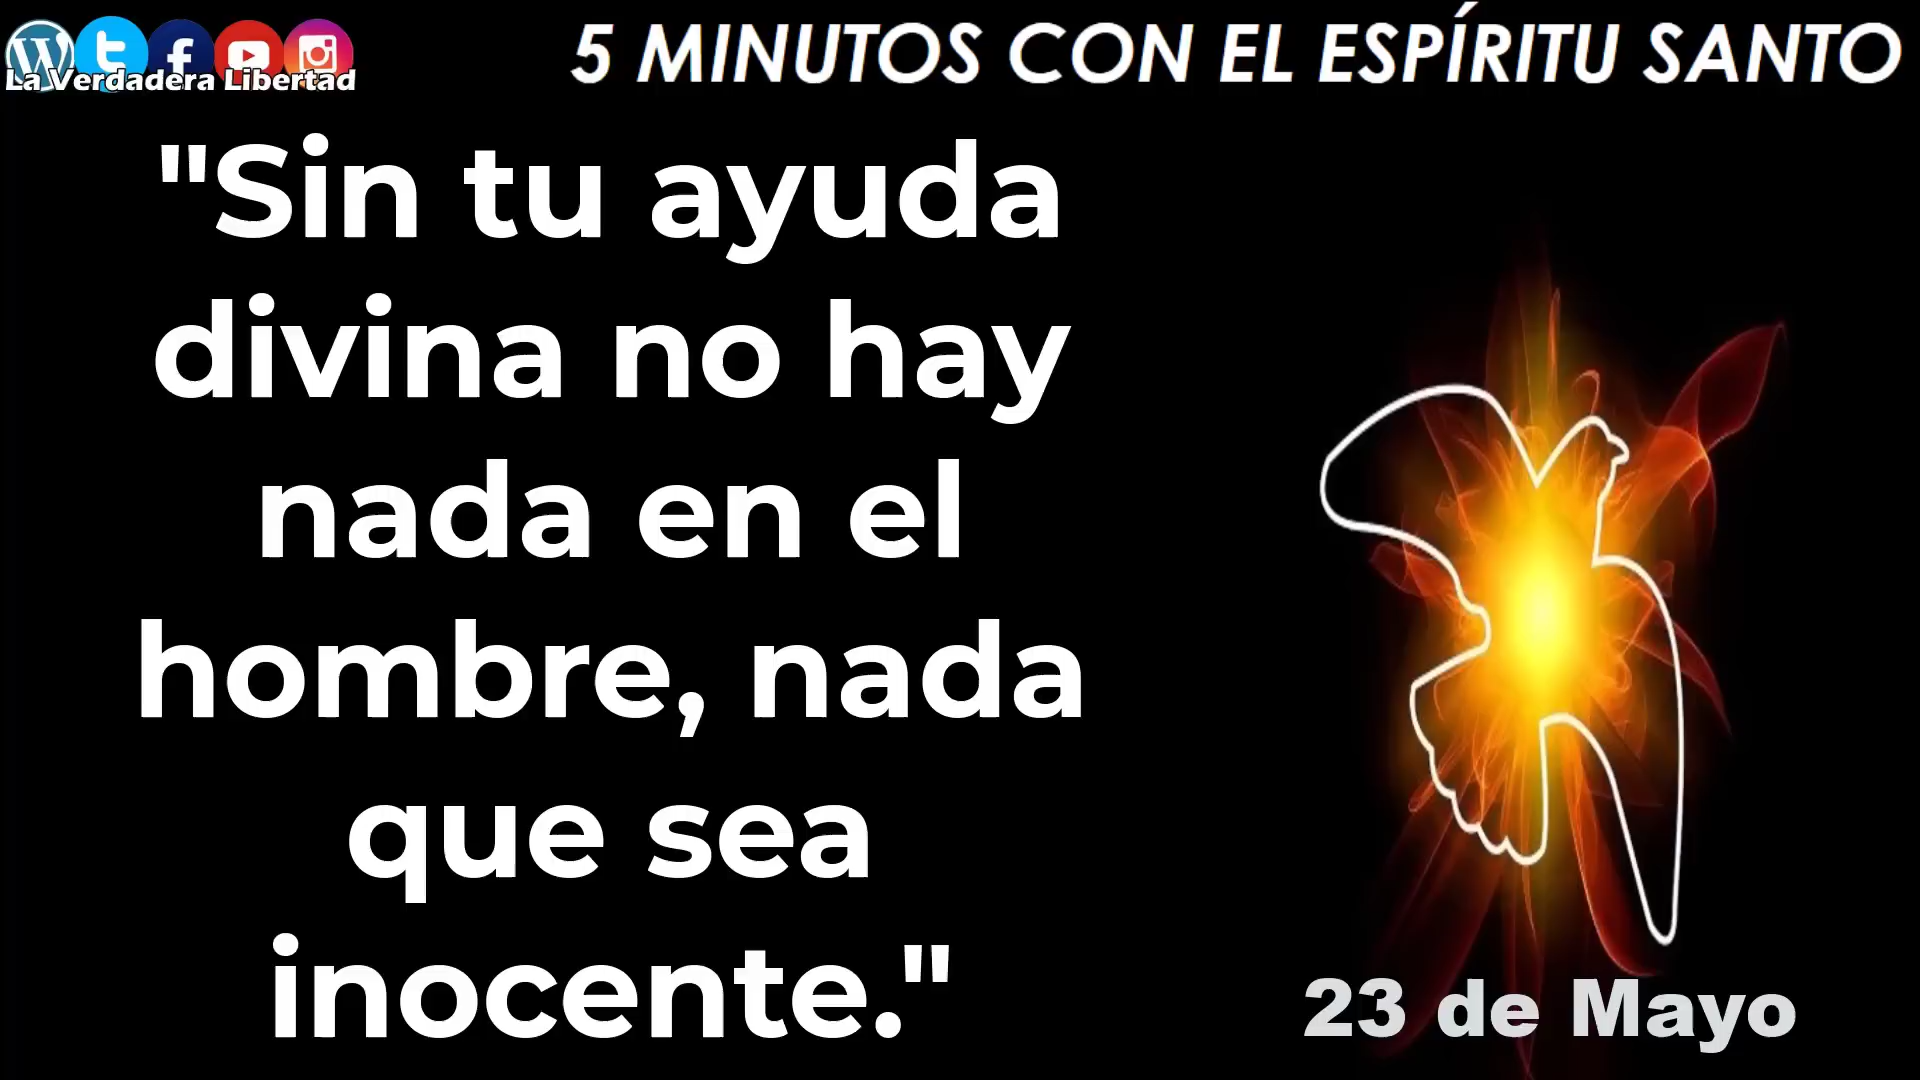 La Verdadera Libertad
5 MINUTOS CON EL ESPÍRITU SANTO
"Sin tu ayuda
divina no hay
nada en el
hombre, nada
que sea
inocente."
23 de Mayo